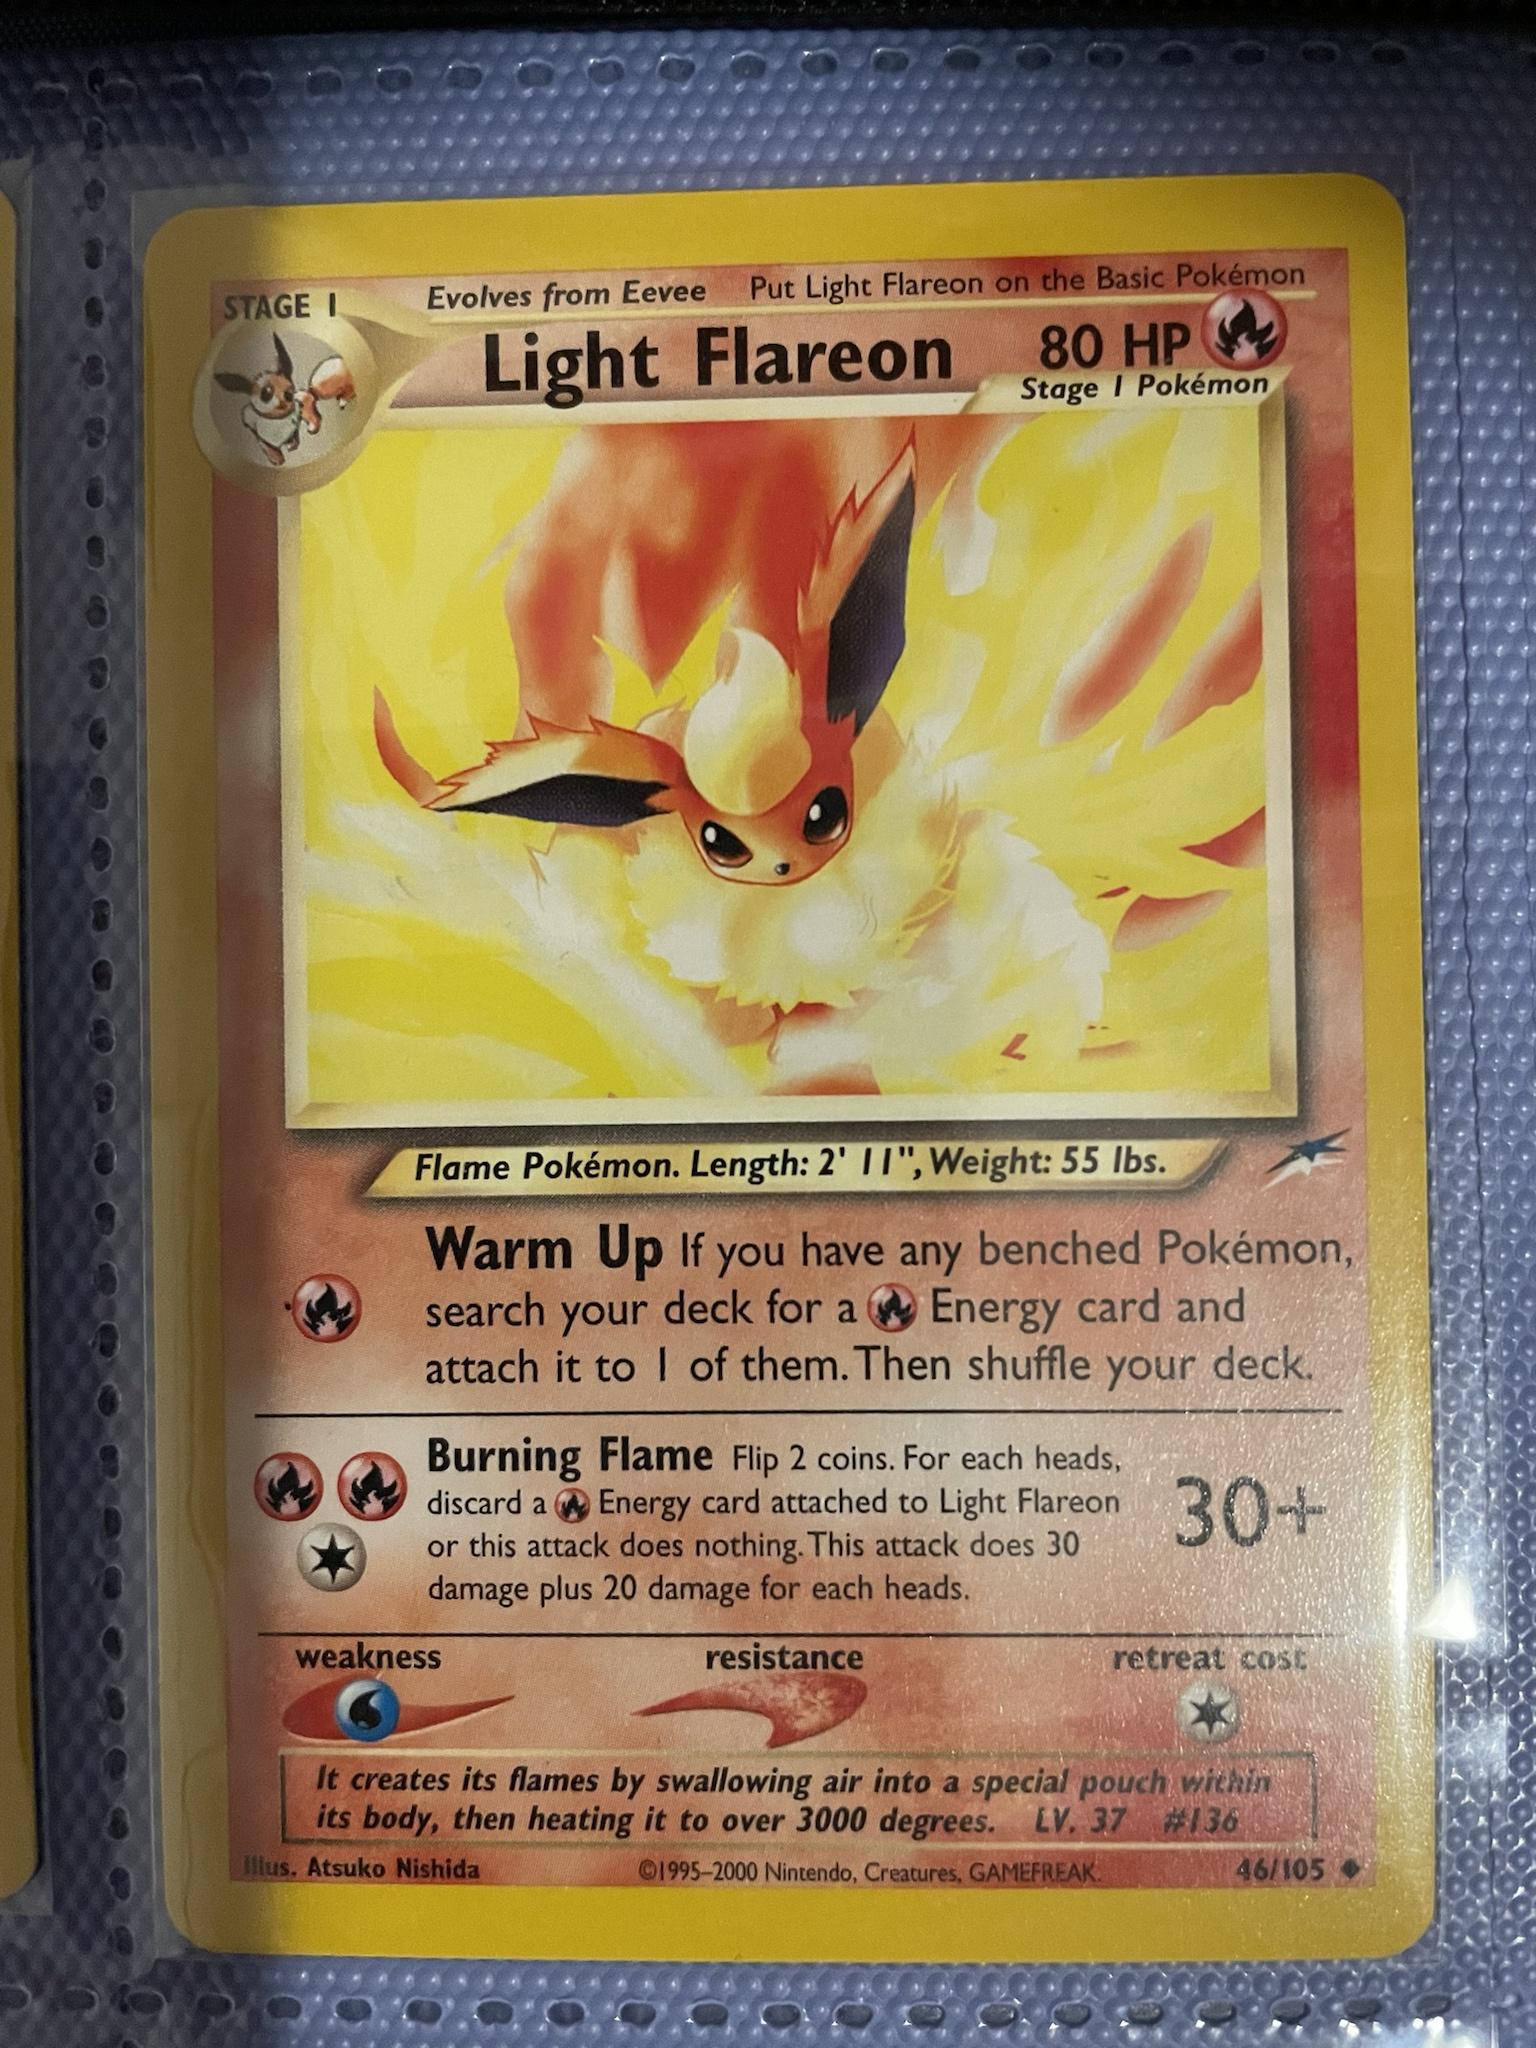 STAGE 1
Evolves from Eevee Put Light Flareon on the Basic Pokémon
Light Flareon 80 HP
Stage 1 Pokémon
Flame Pokémon. Length: 2' 11", Weight: 55 lbs.
Warm Up If you have any benched Pokémon,
search your deck for a Energy card and
attach it to 1 of them. Then shuffle your deck.
Burning Flame Flip 2 coins. For each heads,
discard a Energy card attached to Light Flareon
or this attack does nothing. This attack does 30
damage plus 20 damage for each heads.
30+
weakness resistance retreat cost
It creates its flames by swallowing air into a special pouch within
its body, then heating it to over 3000 degrees. LV. 37 #136
Illus. Atsuko Nishida ©1995–2000 Nintendo, Creatures, GAMEFREAK. 46/105